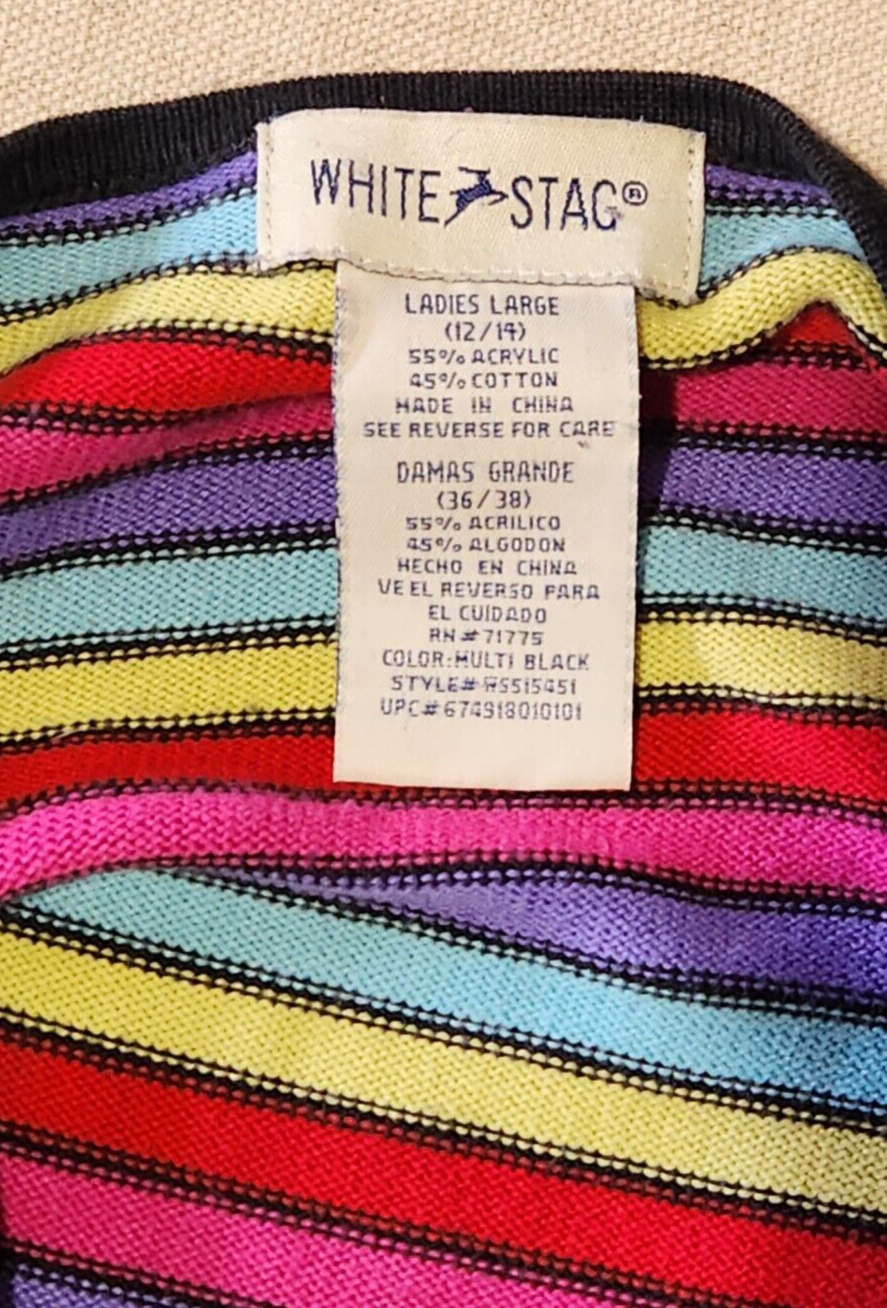 WHITE STAG®
LADIES LARGE
(12/14)
55% ACRYLIC
45% COTTON
MADE IN CHINA
SEE REVERSE FOR CARE
DAMAS GRANDE
(36/38)
55% ACRILICO
45% ALGODON
HECHO EN CHINA
VE EL REVERSO PARA
EL CUIDADO
RN#71775
COLOR:MULTI BLACK
STYLE#WS515451
UPC#674918010101